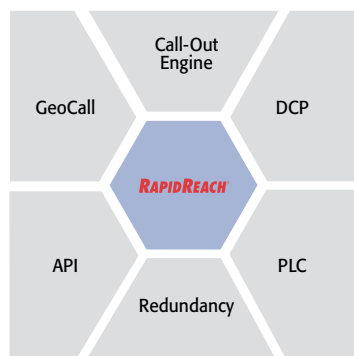 Call-Out
Engine
GeoCall
DCP
RAPIDREACH
API
PLC
Redundancy